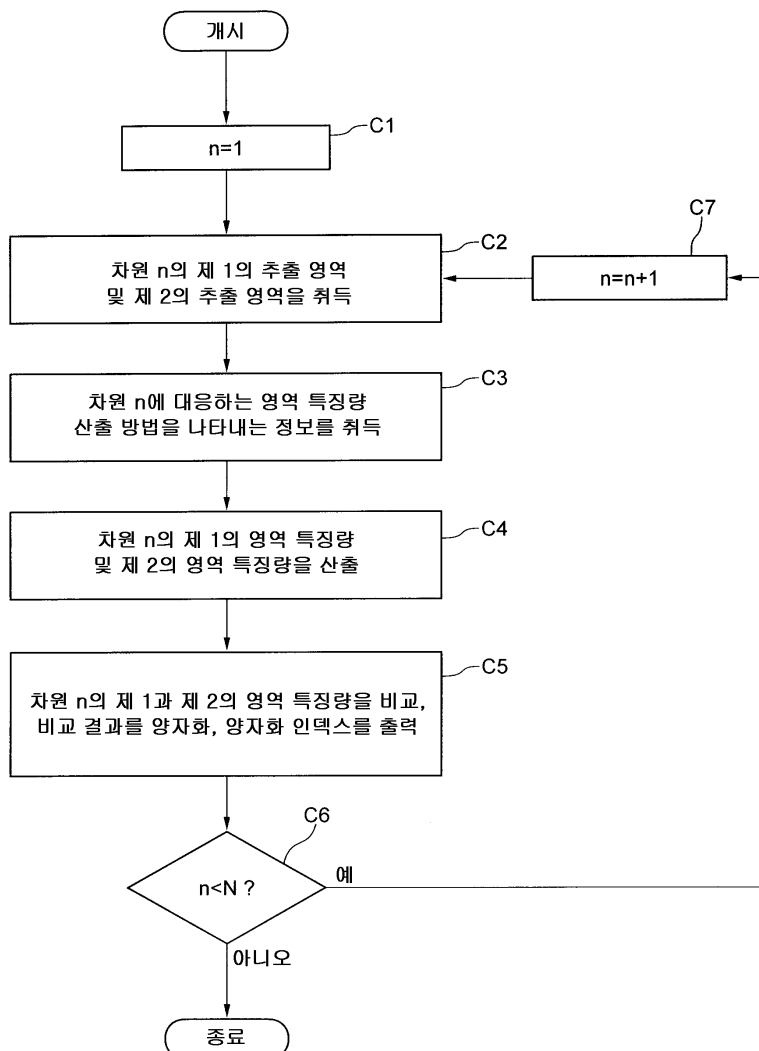 개시
C1
n=1
C7
C2
차원 n의 제 1의 추출 영역
및 제 2의 추출 영역을 취득
n=n+1
C3
차원 n에 대응하는 영역 특징량
산출 방법을 나타내는 정보를 취득
C4
차원 n의 제 1의 영역 특징량
및 제 2의 영역 특징량을 산출
C5
차원 n의 제 1과 제 2의 영역 특징량을 비교,
비교 결과를 양자화, 양자화 인덱스를 출력
C6
n<N ?
예
아니오
종료